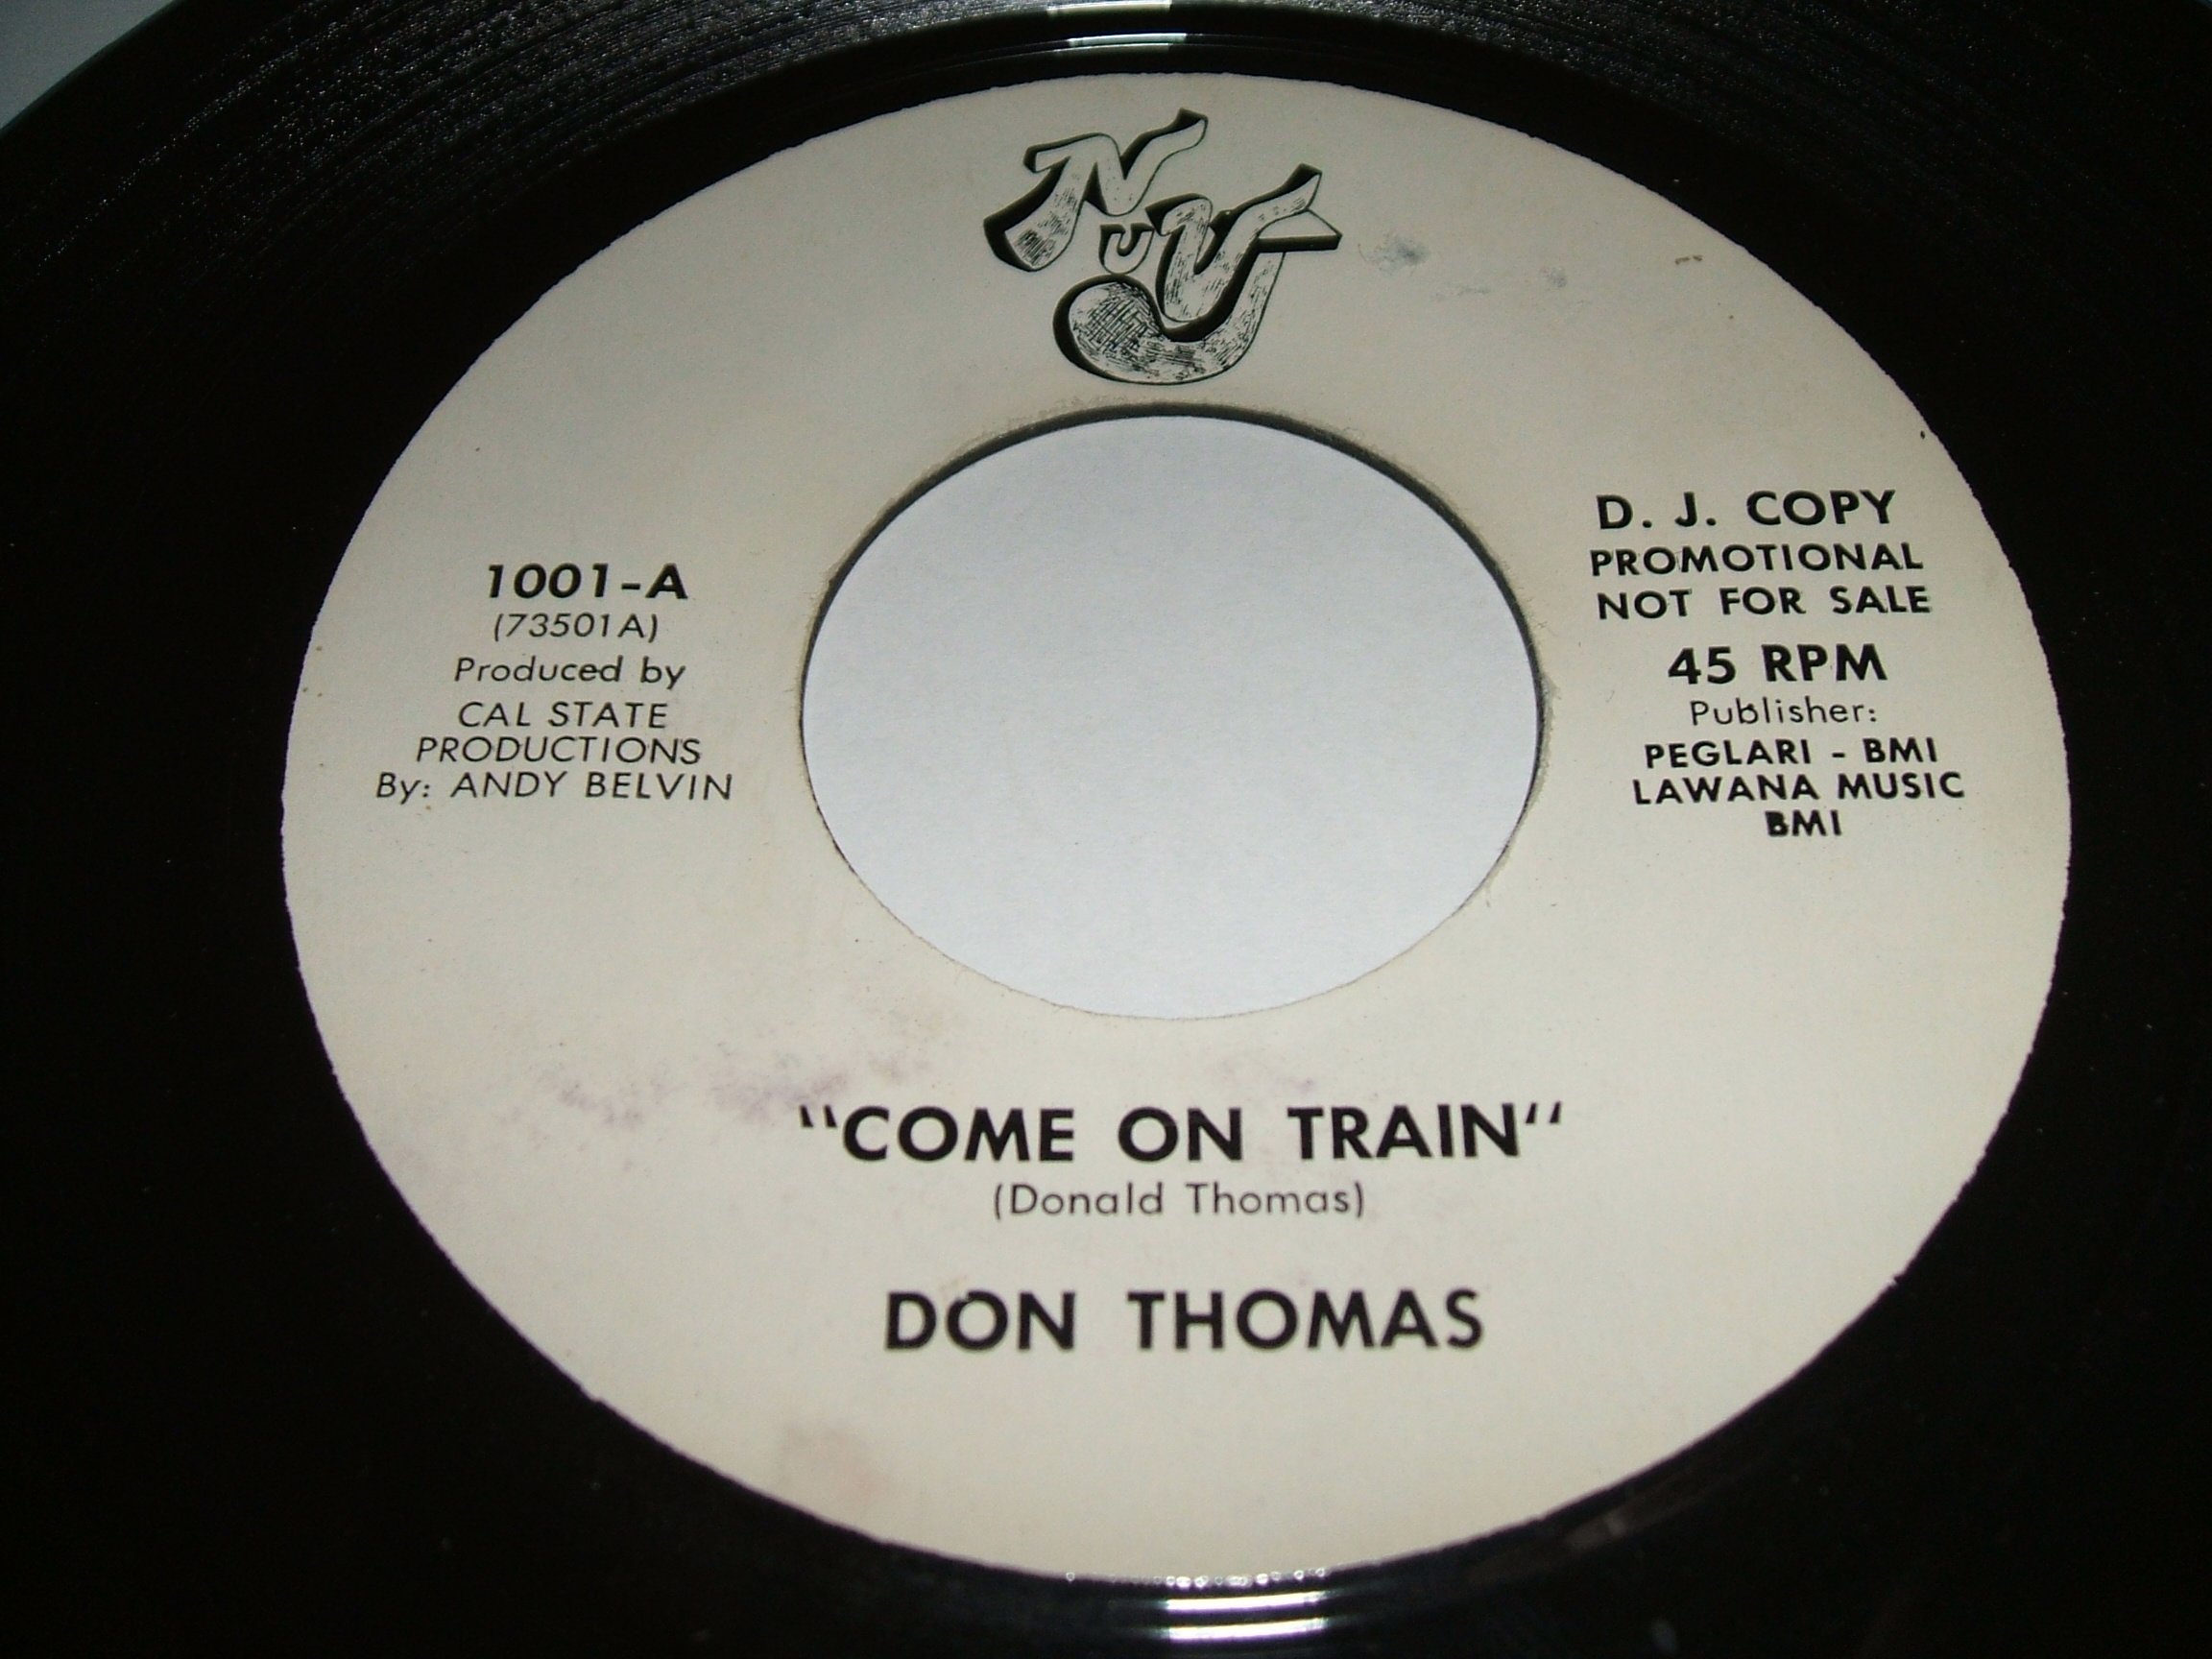 NUVJ
1001-A
(73501A)
Produced by
CAL STATE
PRODUCTIONS
By: ANDY BELVIN
D. J. COPY
PROMOTIONAL
NOT FOR SALE
45 RPM
Publisher:
PEGLARI - BMI
LAWANA MUSIC
BMI
"COME ON TRAIN"
(Donald Thomas)
DON THOMAS